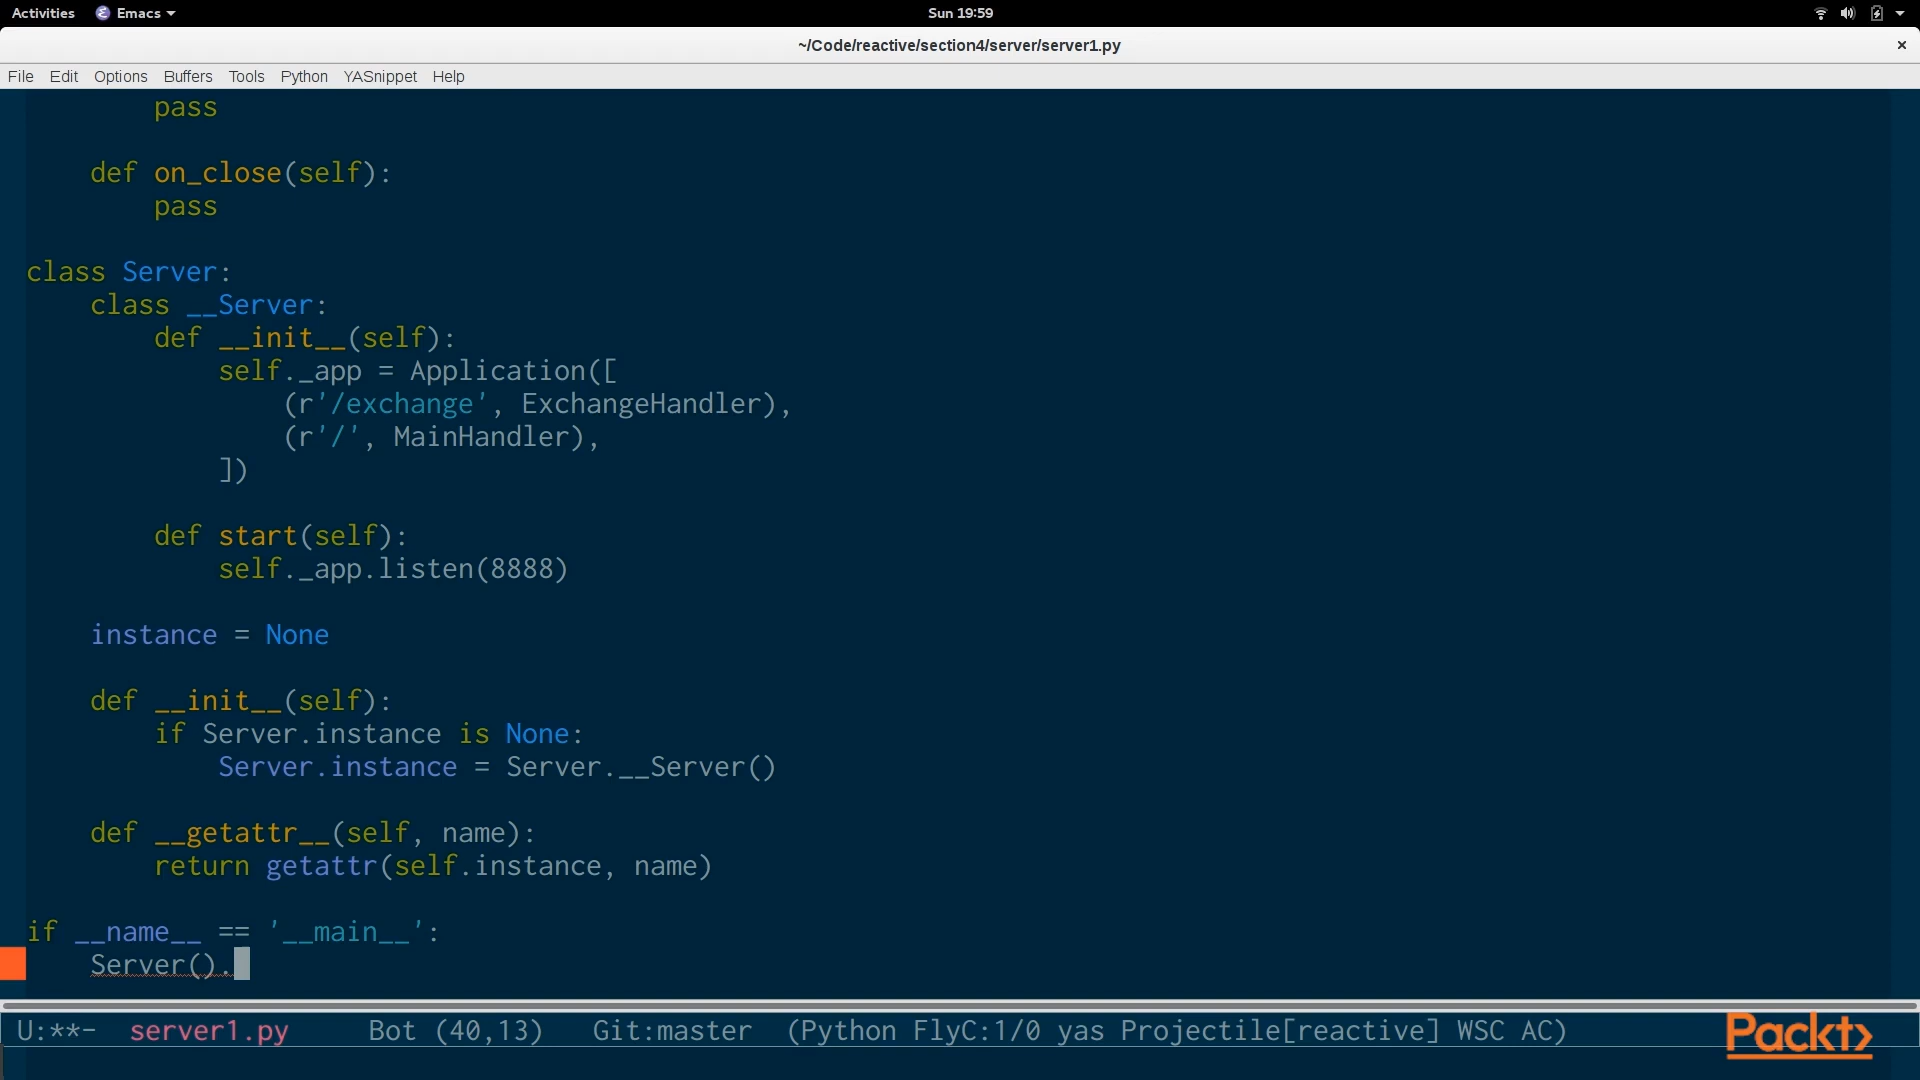 Activities Emacs Sun 19:59
~/Code/reactive/section4/server/server1.py ×
File Edit Options Buffers Tools Python YASnippet Help
        pass

    def on_close(self):
        pass

class Server:
    class __Server:
        def __init__(self):
            self._app = Application([
                (r'/exchange', ExchangeHandler),
                (r'/', MainHandler),
            ])

        def start(self):
            self._app.listen(8888)

    instance = None

    def __init__(self):
        if Server.instance is None:
            Server.instance = Server.__Server()

    def __getattr__(self, name):
        return getattr(self.instance, name)

if __name__ == '__main__':
    Server().
U:**- server1.py Bot (40,13) Git:master (Python FlyC:1/0 yas Projectile[reactive] WSC AC)
Packt>